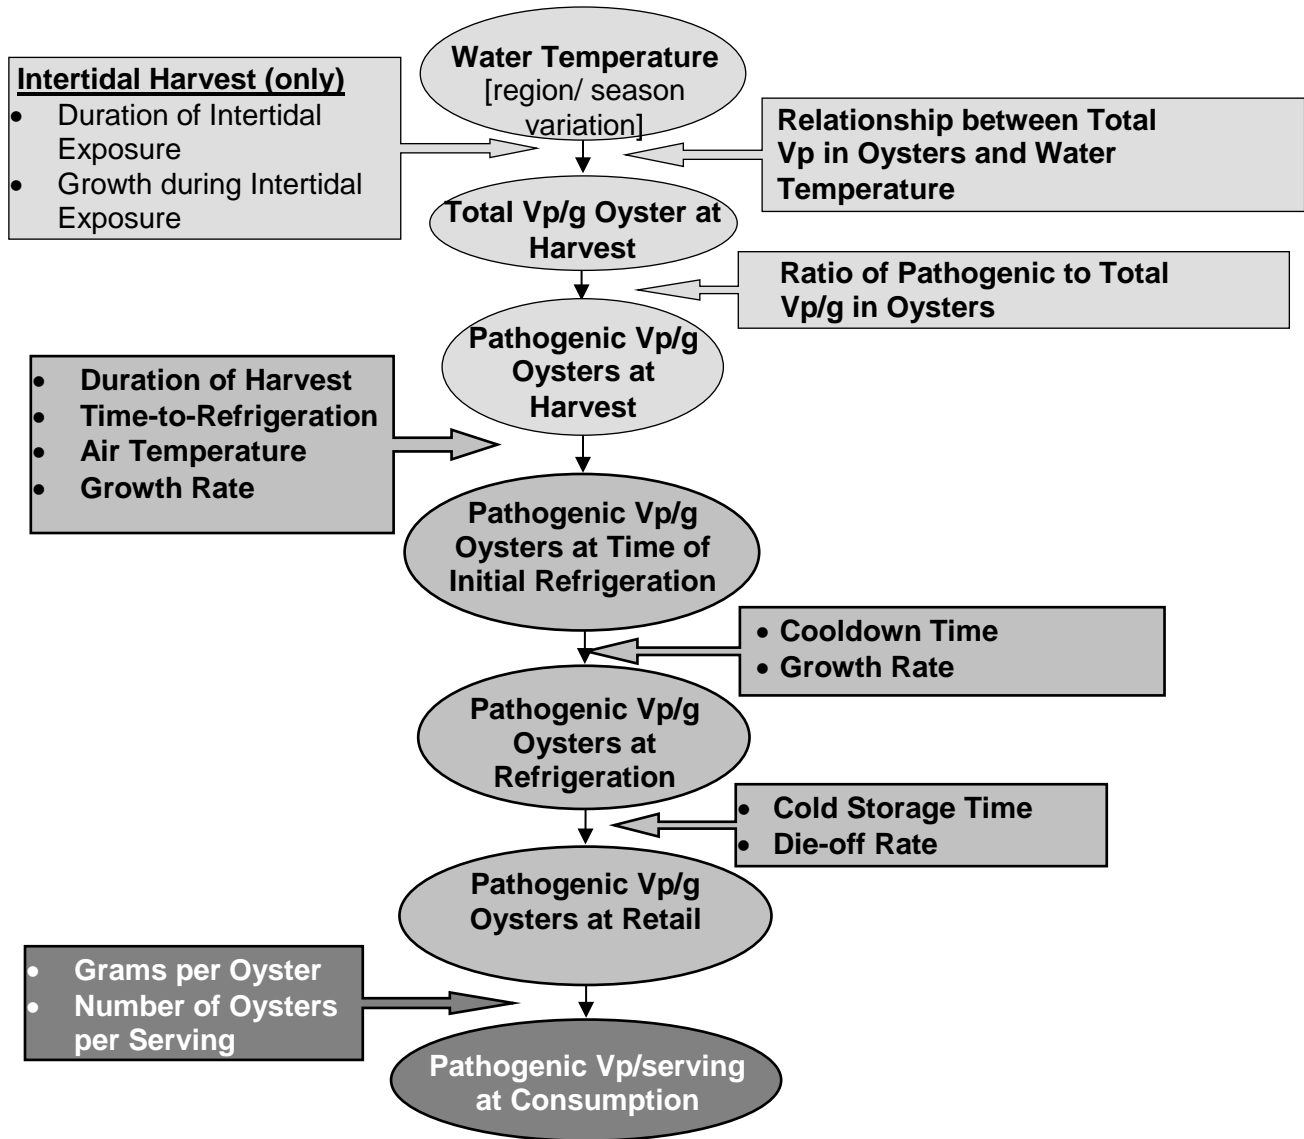 Water Temperature
[region/ season
variation]
Intertidal Harvest (only)
• Duration of Intertidal
Exposure
• Growth during Intertidal
Exposure
Relationship between Total
Vp in Oysters and Water
Temperature
Total Vp/g Oyster at
Harvest
Ratio of Pathogenic to Total
Vp/g in Oysters
Pathogenic Vp/g
Oysters at
Harvest
• Duration of Harvest
• Time-to-Refrigeration
• Air Temperature
• Growth Rate
Pathogenic Vp/g
Oysters at Time of
Initial Refrigeration
• Cooldown Time
• Growth Rate
Pathogenic Vp/g
Oysters at
Refrigeration
• Cold Storage Time
• Die-off Rate
Pathogenic Vp/g
Oysters at Retail
• Grams per Oyster
• Number of Oysters
per Serving
Pathogenic Vp/serving
at Consumption